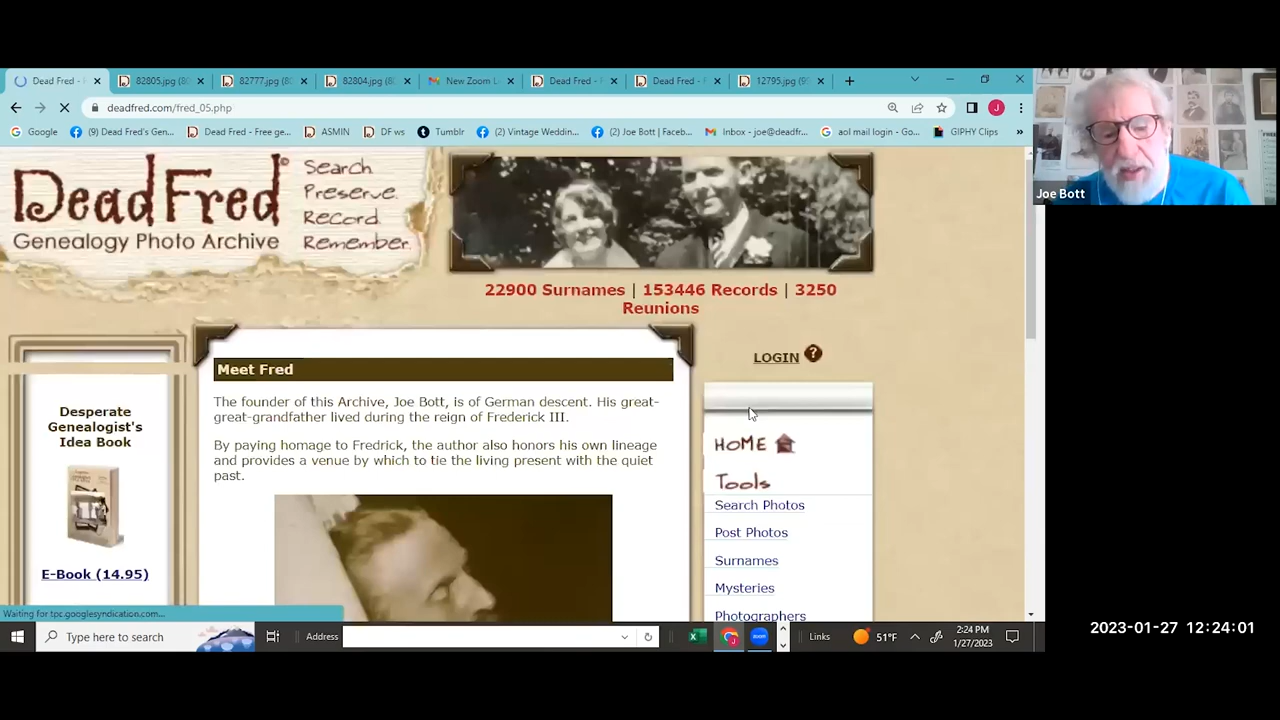 Dead Fred -
82805.jpg (8
82777.jpg (8
82804.jpg (8
New Zoom L
Dead Fred -
Dead Fred -
12795.jpg (9
deadfred.com/fred_05.php
J
Google
(9) Dead Fred's Gen...
Dead Fred - Free ge...
ASMIN
DF ws
Tumblr
(2) Vintage Weddin...
(2) Joe Bott | Faceb...
Inbox - joe@deadfr...
aol mail login - Go...
GIPHY Clips
»
DeadFred
Genealogy Photo Archive
Search.
Preserve.
Record.
Remember.
22900 Surnames | 153446 Records | 3250
Reunions
LOGIN ?
Desperate
Genealogist's
Idea Book
E-Book (14.95)
Meet Fred
The founder of this Archive, Joe Bott, is of German descent. His great-
great-grandfather lived during the reign of Frederick III.
By paying homage to Fredrick, the author also honors his own lineage
and provides a venue by which to tie the living present with the quiet
past.
HOME
Tools
Search Photos
Post Photos
Surnames
Mysteries
Photographers
Waiting for tpc.googlesyndication.com...
Type here to search
Address
Links
51°F
2:24 PM
1/27/2023
Joe Bott
2023-01-27 12:24:01